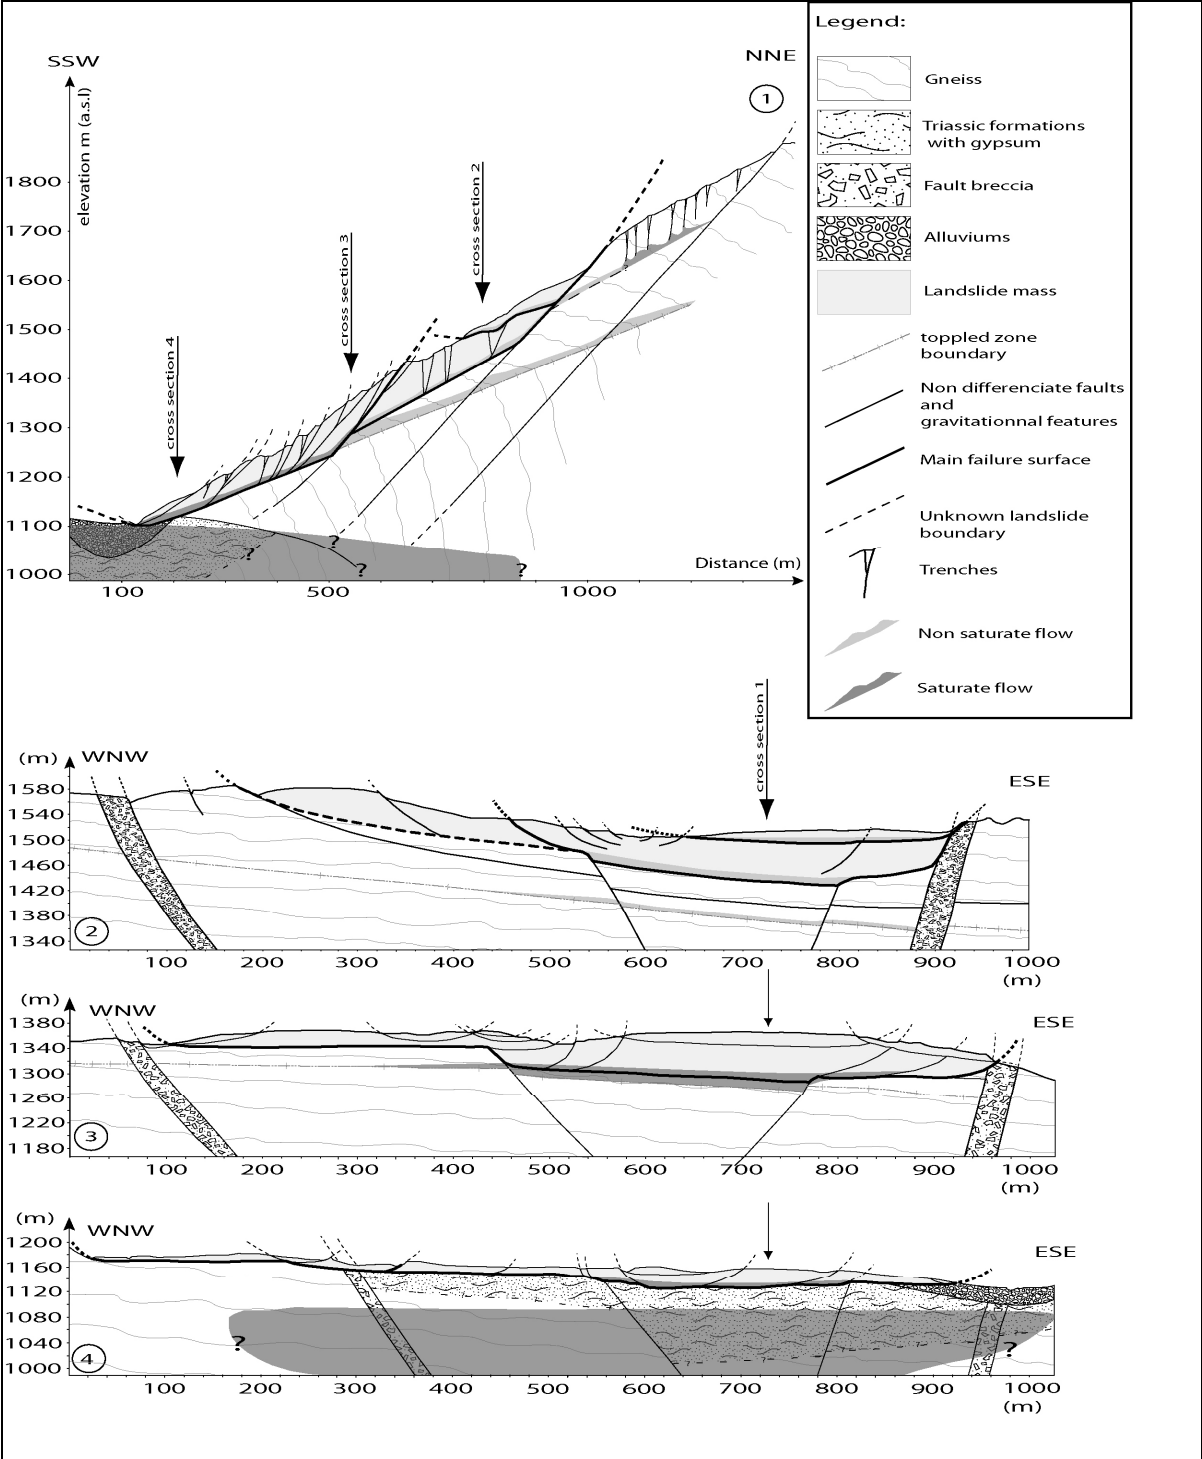 SSW
NNE
1
elevation m (a.s.l)
1800
1700
1600
1500
1400
1300
1200
1100
1000
cross section 4
cross section 3
cross section 2
?
?
?
?
Distance (m)
100
500
1000
Legend:
Gneiss
Triassic formations
with gypsum
Fault breccia
Alluviums
Landslide mass
toppled zone
boundary
Non differenciate faults
and
gravitationnal features
Main failure surface
Unknown landslide
boundary
Trenches
Non saturate flow
Saturate flow
cross section 1
(m)
WNW
ESE
1580
1540
1500
1460
1420
1380
1340
2
100 200 300 400 500 600 700 800 900 1000
(m)
(m)
WNW
ESE
1380
1340
1300
1260
1220
1180
3
100 200 300 400 500 600 700 800 900 1000
(m)
(m)
WNW
ESE
1200
1160
1120
1080
1040
1000
?
?
4
100 200 300 400 500 600 700 800 900 1000
(m)